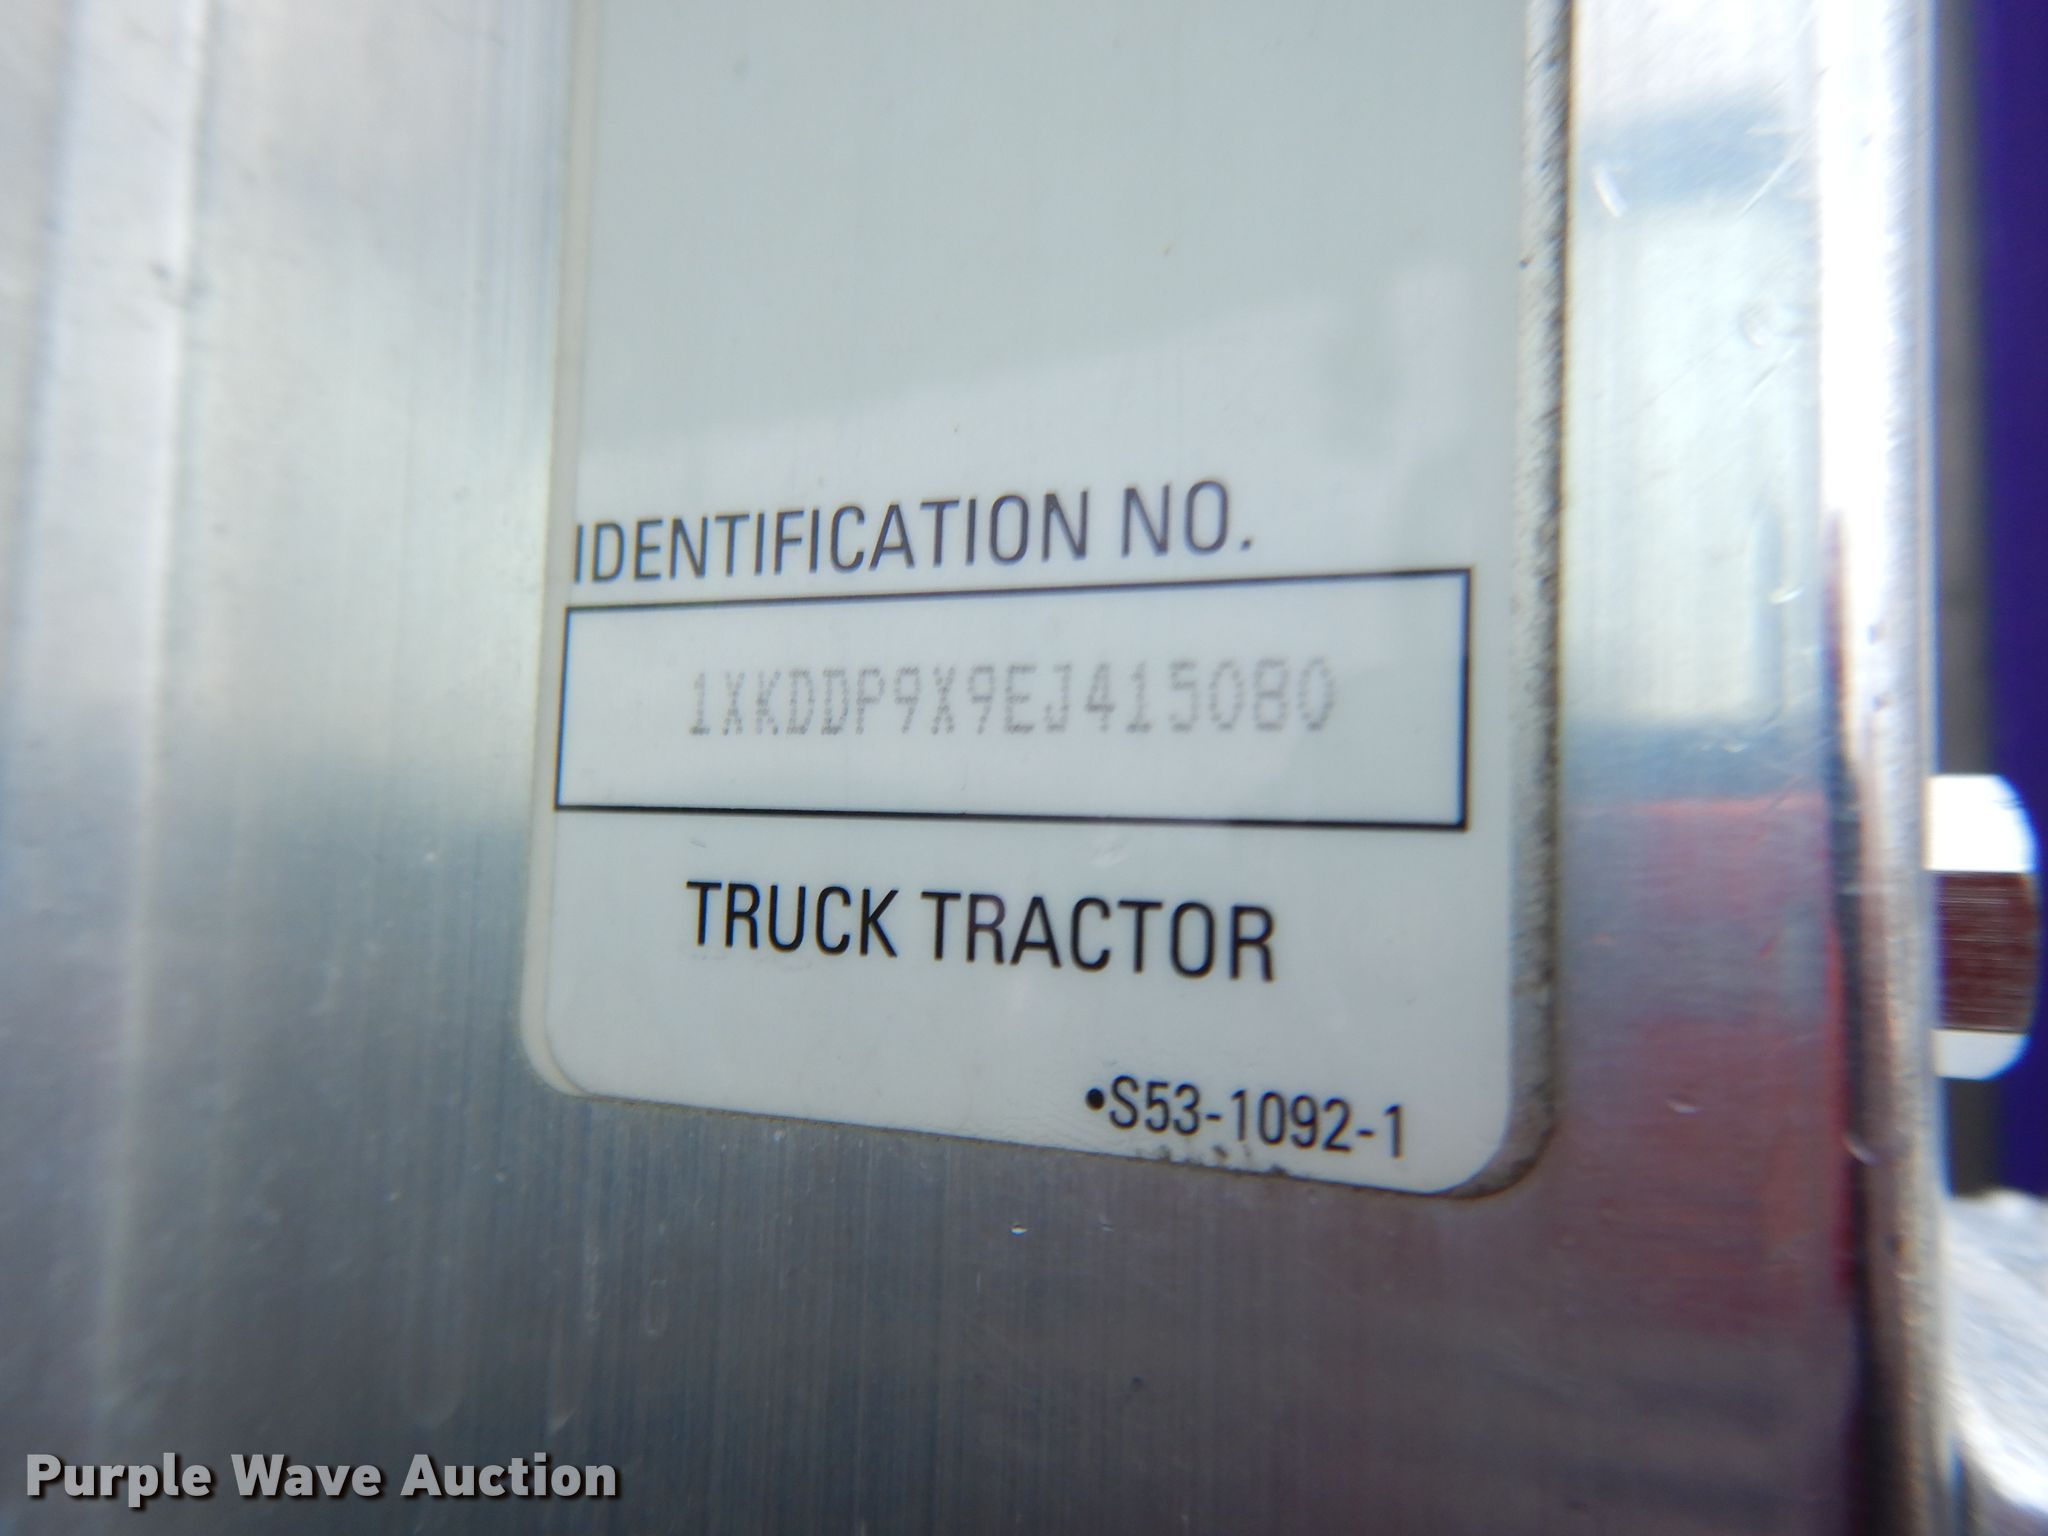 IDENTIFICATION NO.
1XKDDP9X9EJ415080
TRUCK TRACTOR
•S53-1092-1
Purple Wave Auction